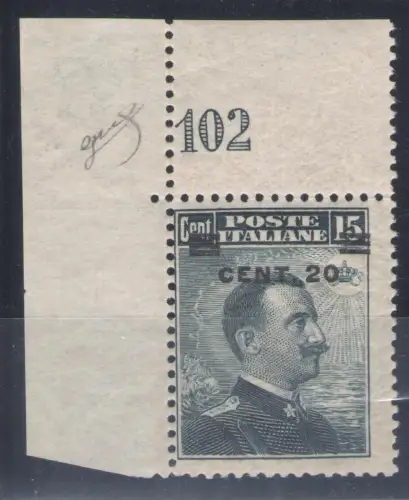 102
Cent. POSTE 15
ITALIANE
CENT. 20